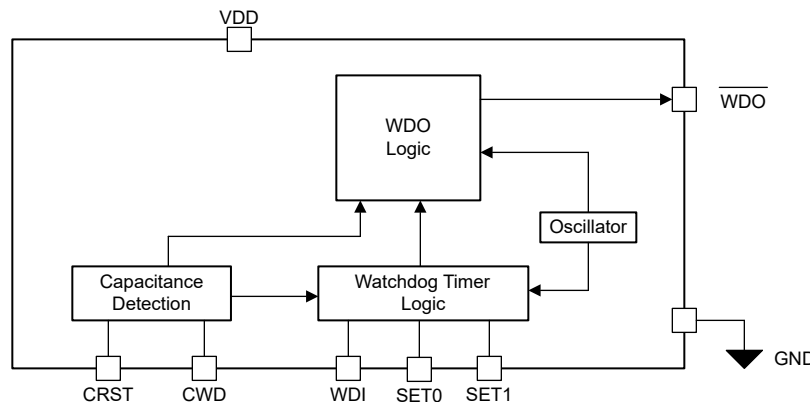 VDD
WDO
WDO
Logic
Oscillator
Capacitance
Detection
Watchdog Timer
Logic
GND
CRST
CWD
WDI
SET0
SET1